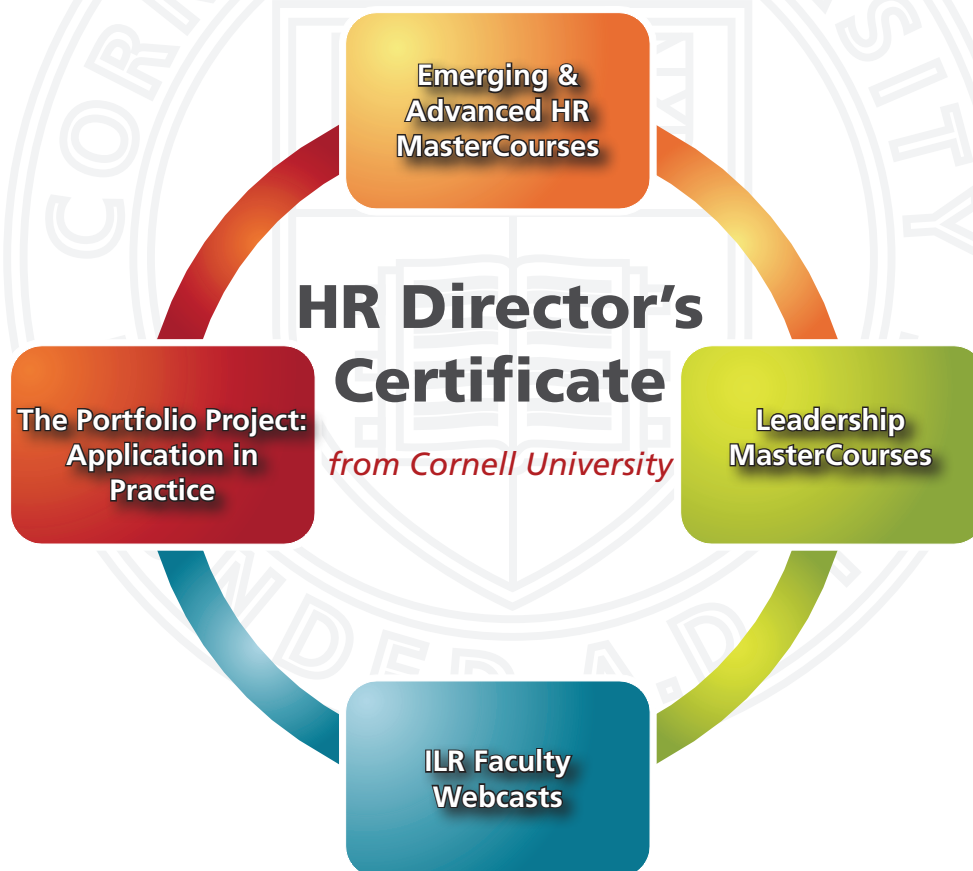 Emerging &
Advanced HR
MasterCourses
HR Director's
Certificate
from Cornell University
The Portfolio Project:
Application in
Practice
Leadership
MasterCourses
ILR Faculty
Webcasts